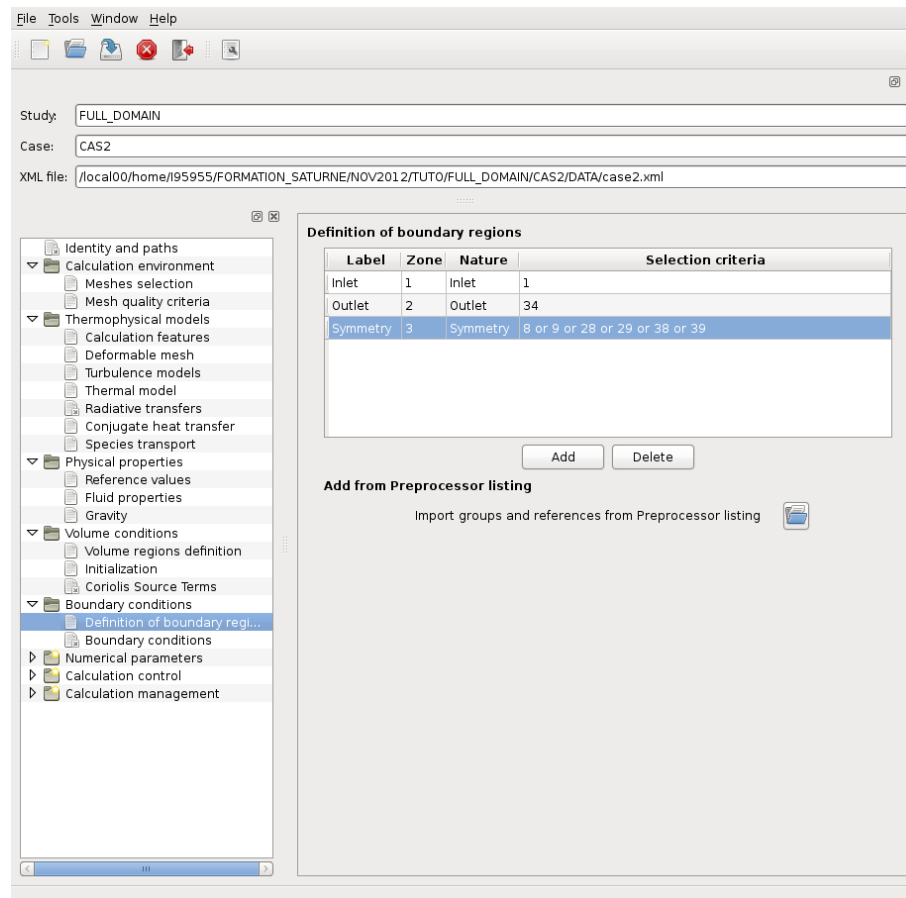 File Tools Window Help
Study: FULL_DOMAIN
Case: CAS2
XML file: /local00/home/I95955/FORMATION_SATURNE/NOV2012/TUTO/FULL_DOMAIN/CAS2/DATA/case2.xml
Identity and paths
Calculation environment
Meshes selection
Mesh quality criteria
Thermophysical models
Calculation features
Deformable mesh
Turbulence models
Thermal model
Radiative transfers
Conjugate heat transfer
Species transport
Physical properties
Reference values
Fluid properties
Gravity
Volume conditions
Volume regions definition
Initialization
Coriolis Source Terms
Boundary conditions
Definition of boundary regi...
Boundary conditions
Numerical parameters
Calculation control
Calculation management
Definition of boundary regions
Label Zone Nature Selection criteria
Inlet 1 Inlet 1
Outlet 2 Outlet 34
Symmetry 3 Symmetry 8 or 9 or 28 or 29 or 38 or 39
Add Delete
Add from Preprocessor listing
Import groups and references from Preprocessor listing